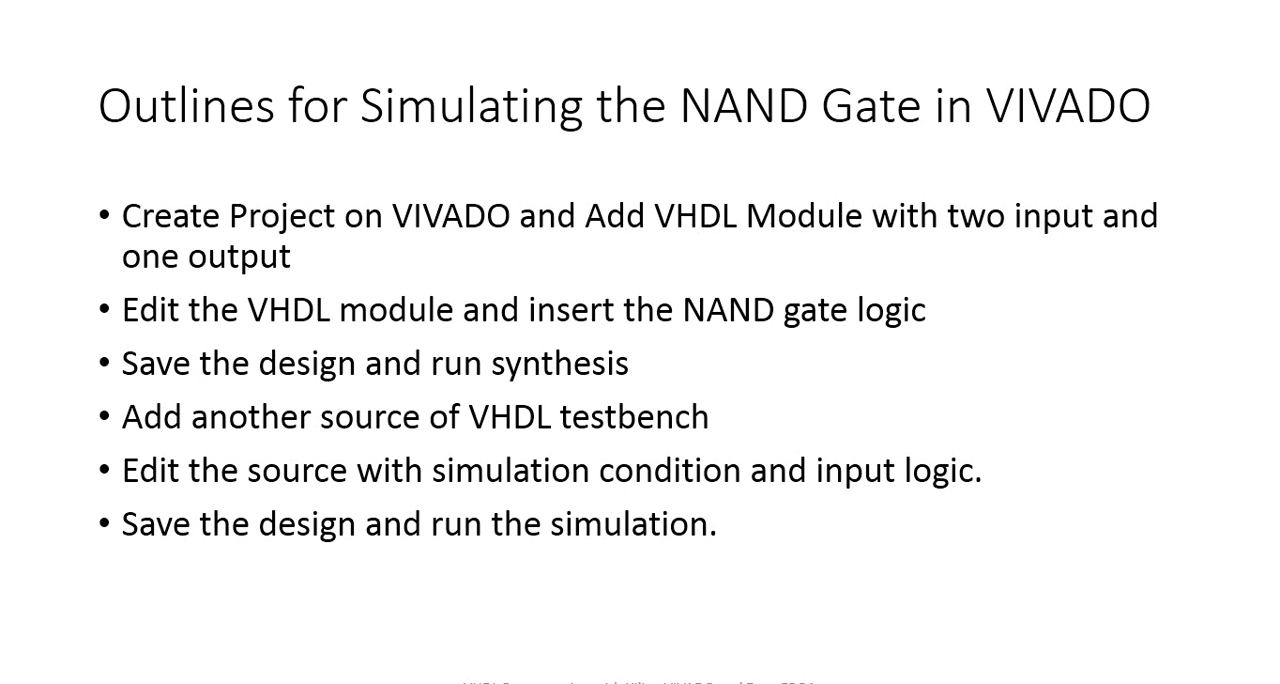 Outlines for Simulating the NAND Gate in VIVADO
• Create Project on VIVADO and Add VHDL Module with two input and
one output
• Edit the VHDL module and insert the NAND gate logic
• Save the design and run synthesis
• Add another source of VHDL testbench
• Edit the source with simulation condition and input logic.
• Save the design and run the simulation.